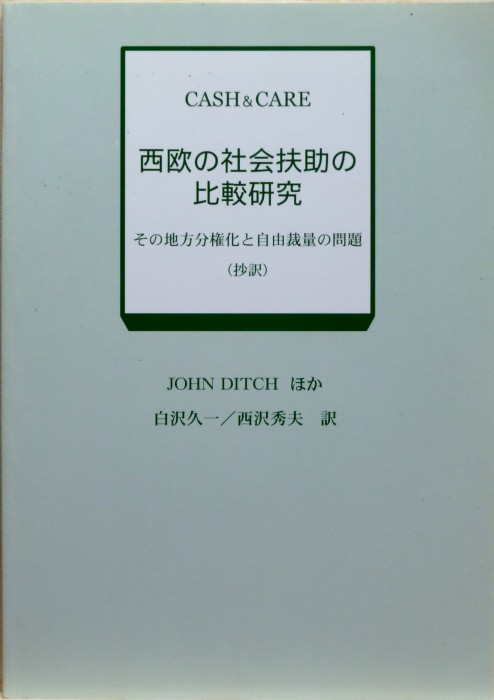 CASH & CARE
西欧の社会扶助の
比較研究
その地方分権化と自由裁量の問題
（抄訳）
JOHN DITCH ほか
白沢久一／西沢秀夫 訳